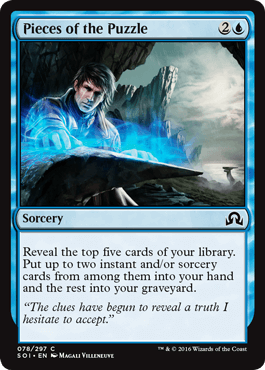 Pieces of the Puzzle 2
Sorcery
Reveal the top five cards of your library.
Put up to two instant and/or sorcery
cards from among them into your hand
and the rest into your graveyard.
“The clues have begun to reveal a truth I
hesitate to accept.”
078/297 C
SOI • EN MAGALI VILLENEUVE
™ & © 2016 Wizards of the Coast